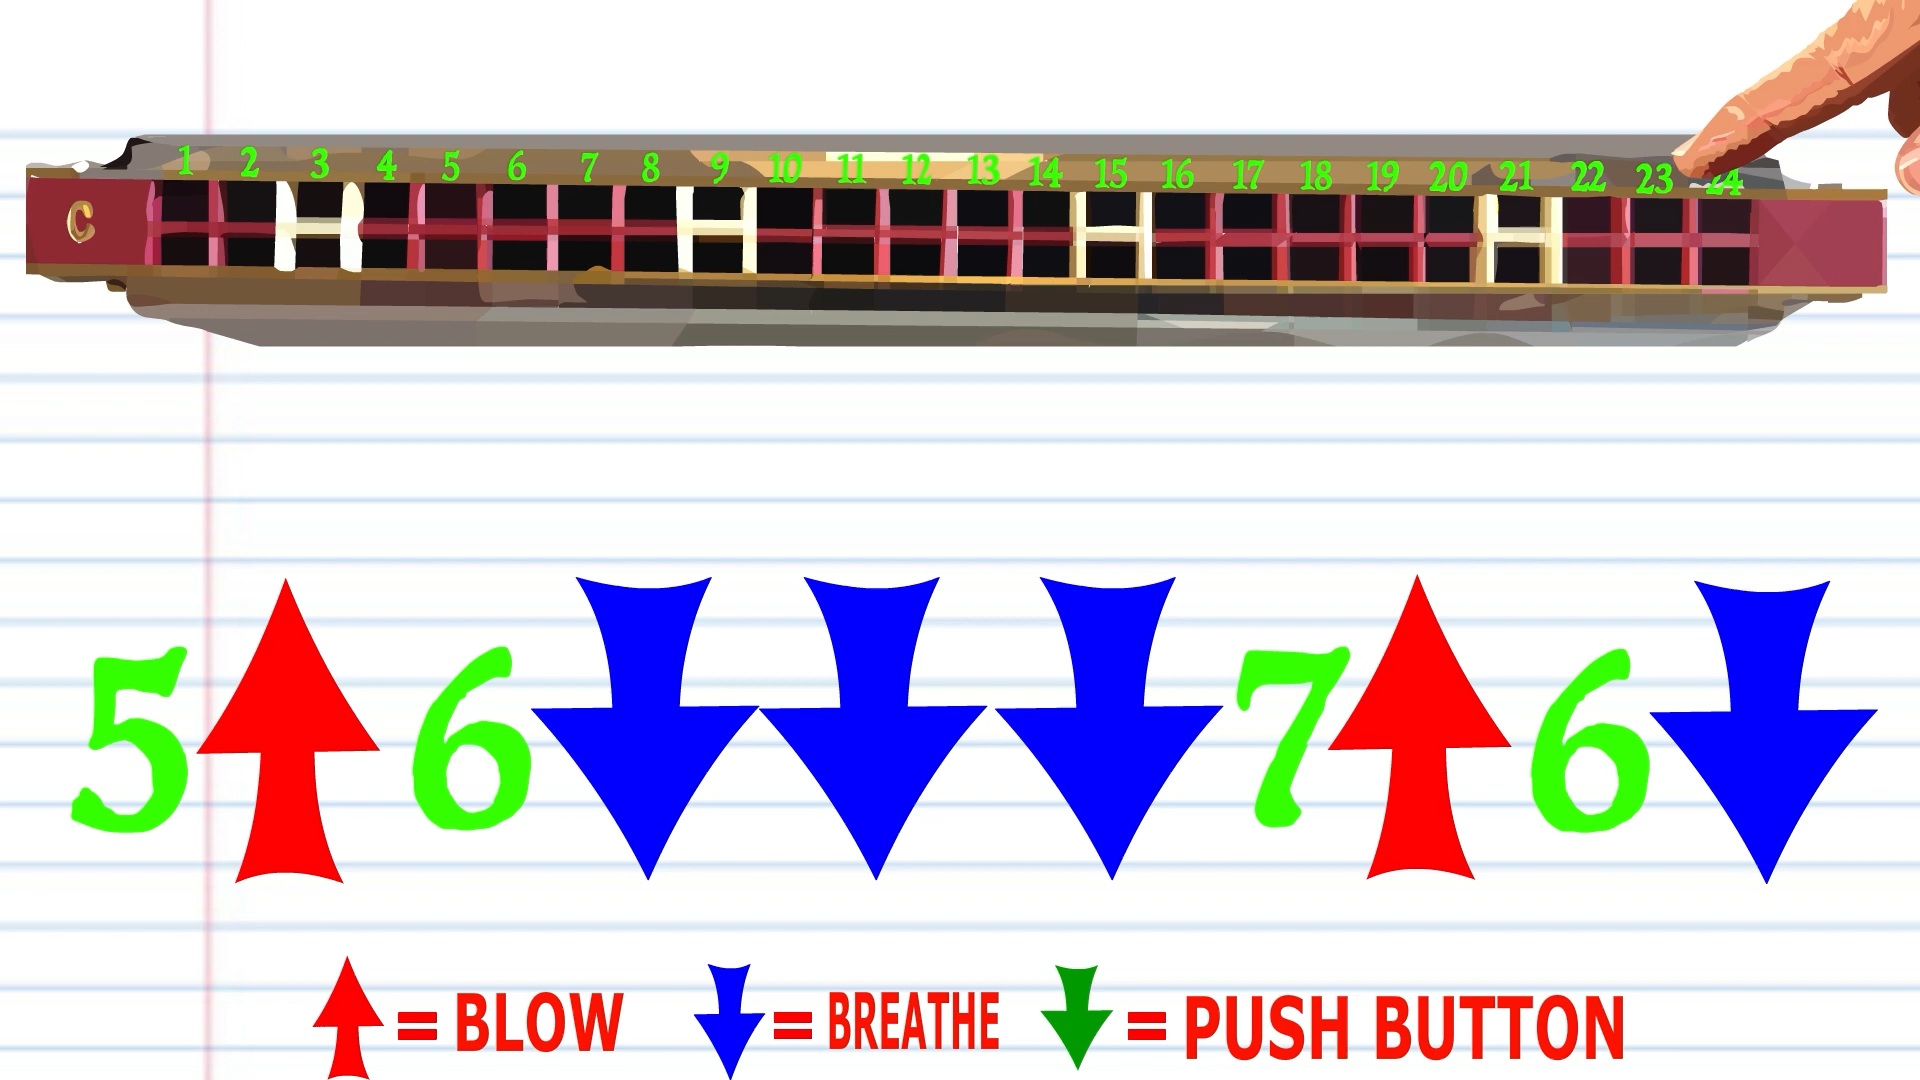 1 2 3 4 5 6 7 8 9 10 11 12 13 14 15 16 17 18 19 20 21 22 23 24
C
5 6 7 6
= BLOW = BREATHE = PUSH BUTTON